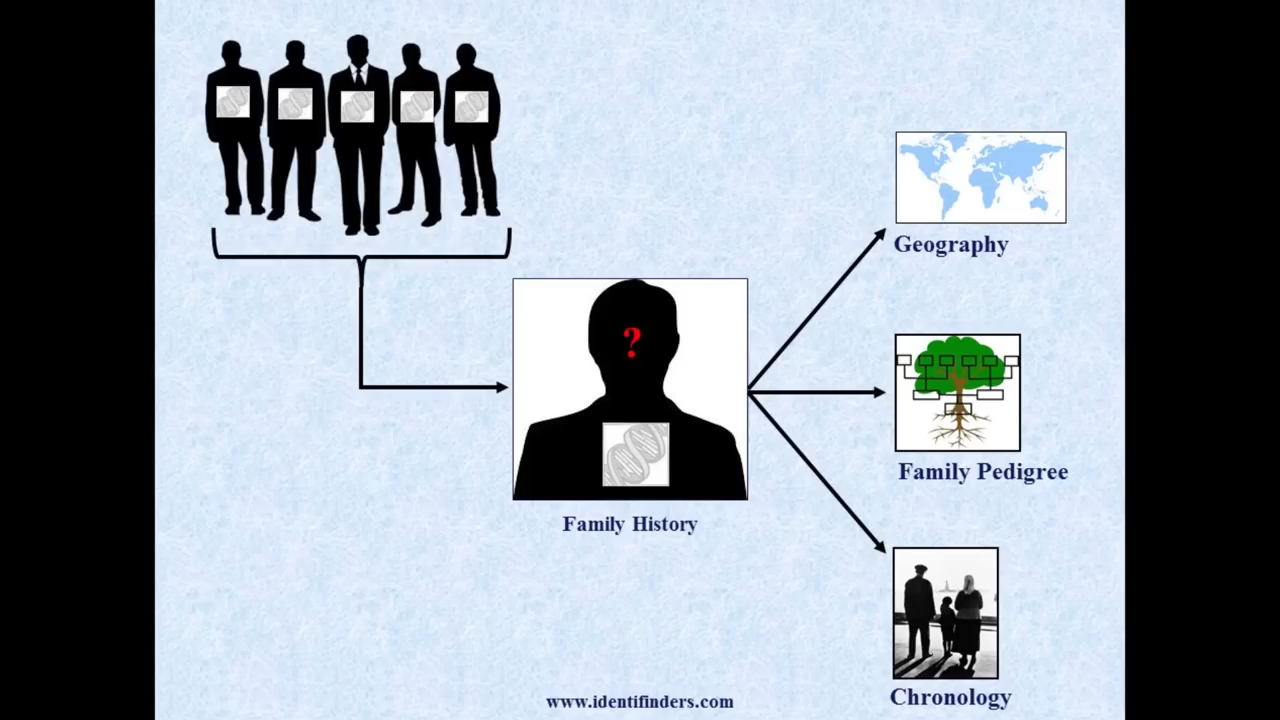 Geography
?
Family Pedigree
Family History
Chronology
www.identifinders.com